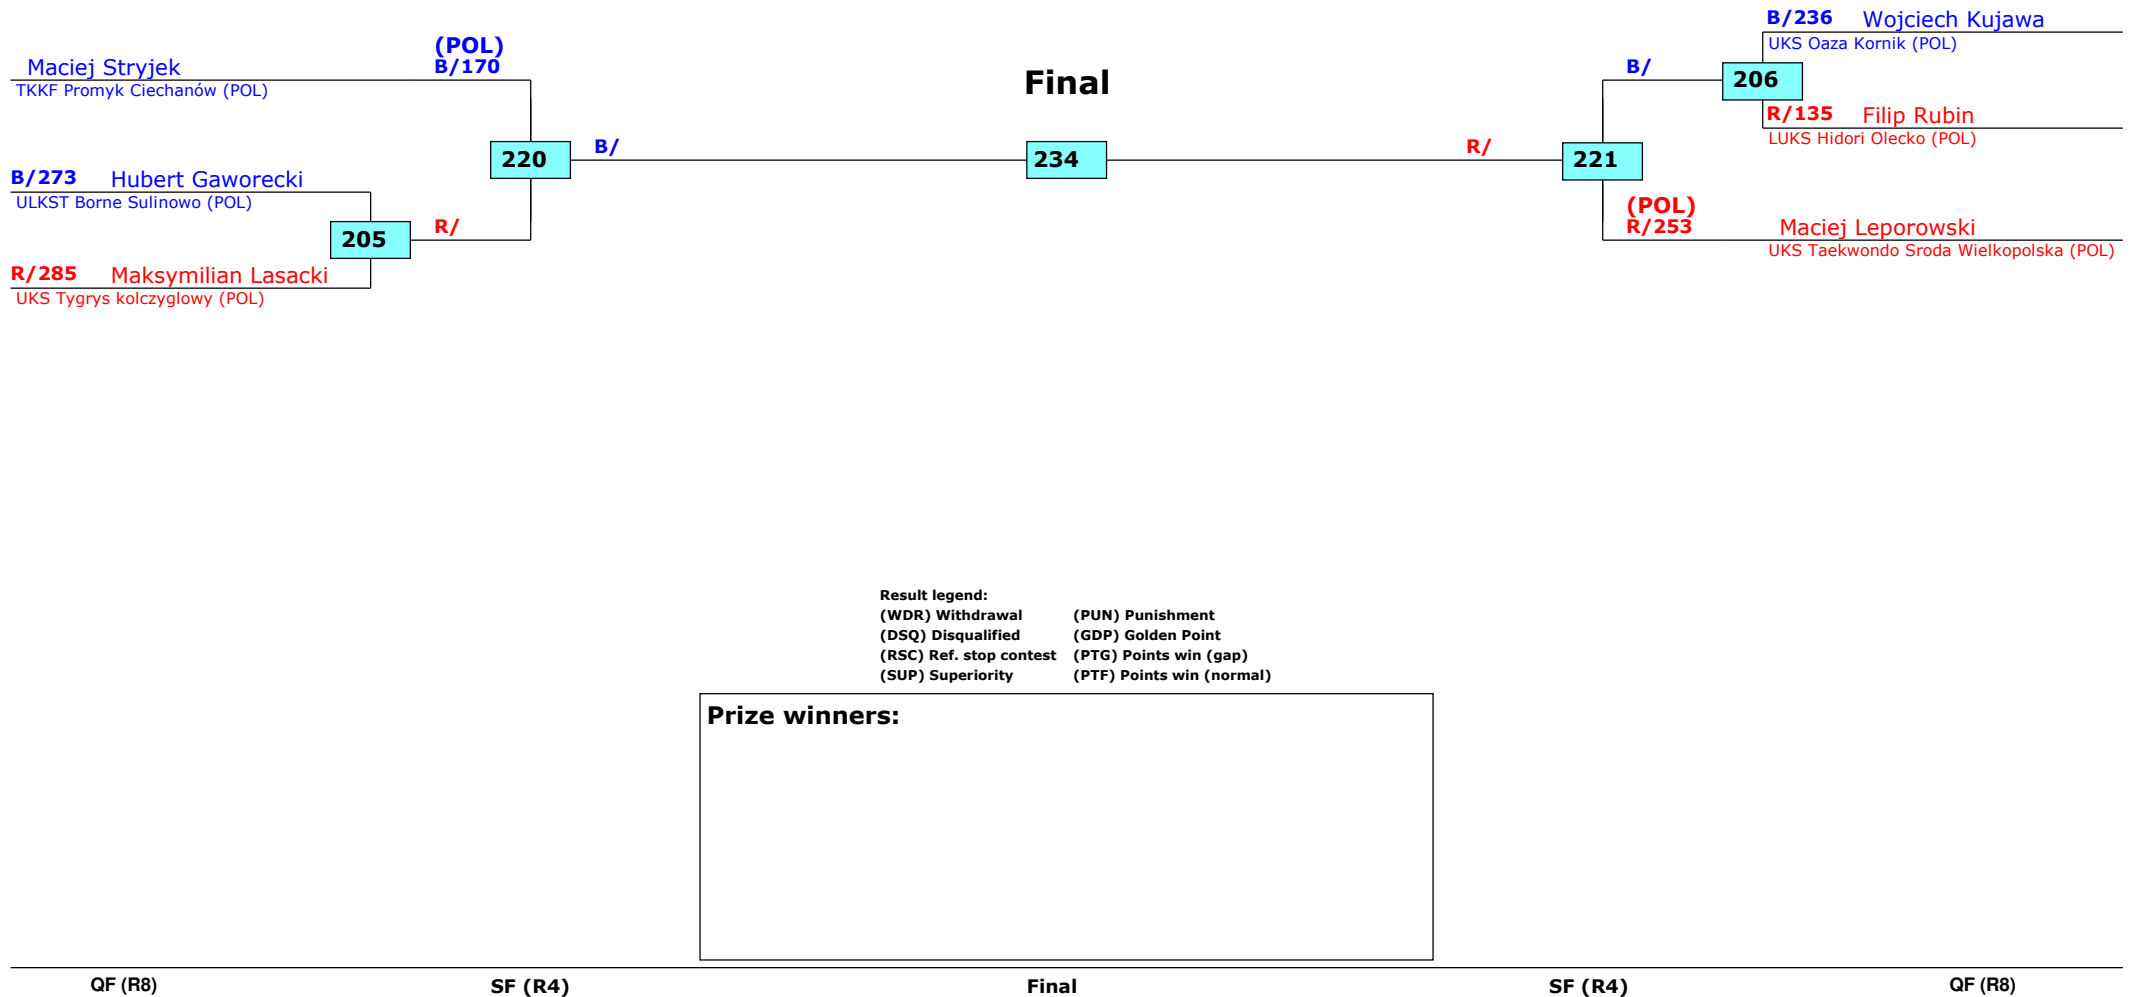 B/236 Wojciech Kujawa
UKS Oaza Kornik (POL)
(POL)
Maciej Stryjek B/170
TKKF Promyk Ciechanów (POL)
Final
B/
206
R/135 Filip Rubin
LUKS Hidori Olecko (POL)
220
B/
234
R/
221
B/273 Hubert Gaworecki
ULKST Borne Sulinowo (POL)
(POL)
R/253 Maciej Leporowski
UKS Taekwondo Sroda Wielkopolska (POL)
205
R/
R/285 Maksymilian Lasacki
UKS Tygrys kolczyglowy (POL)
Result legend:
(WDR) Withdrawal (PUN) Punishment
(DSQ) Disqualified (GDP) Golden Point
(RSC) Ref. stop contest (PTG) Points win (gap)
(SUP) Superiority (PTF) Points win (normal)
Prize winners:
QF (R8) SF (R4) Final SF (R4) QF (R8)